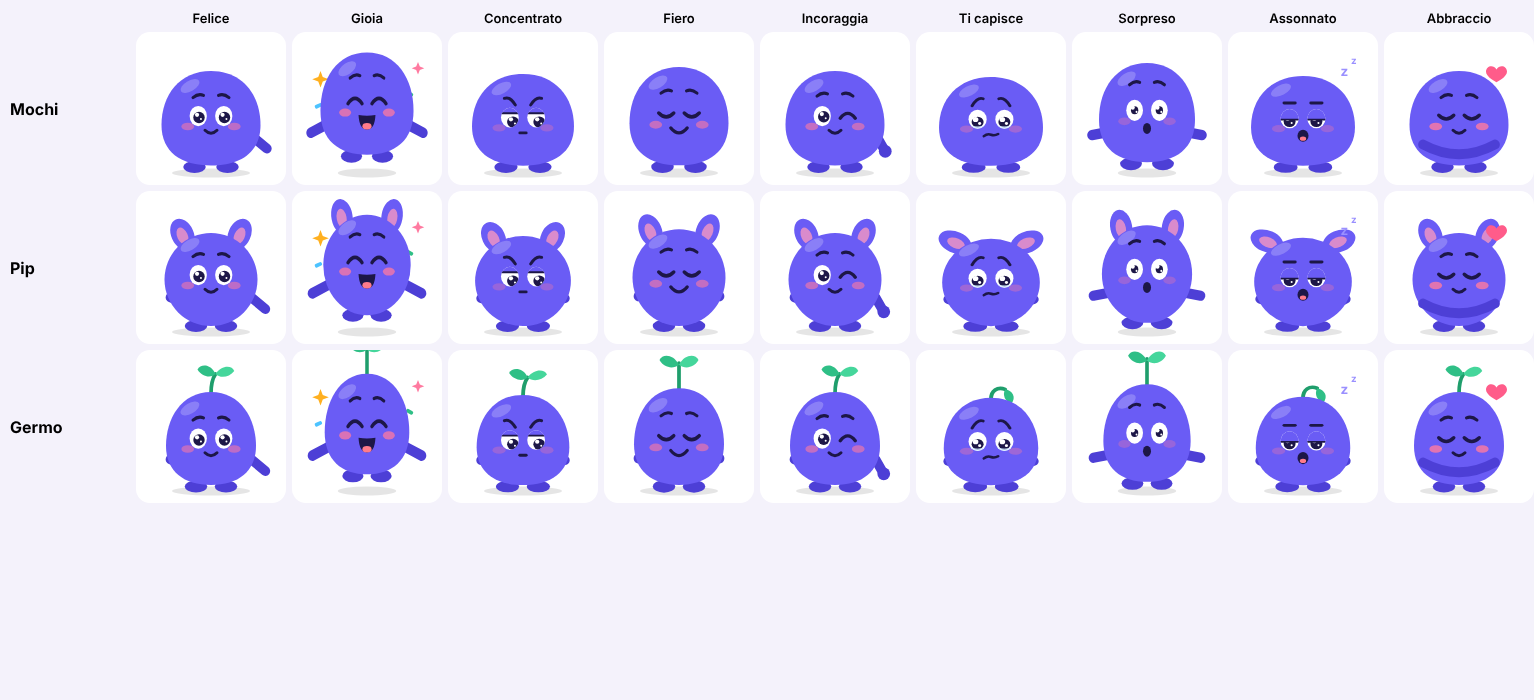 Felice Gioia Concentrato Fiero Incoraggia Ti capisce Sorpreso Assonnato Abbraccio
Mochi
z z
Pip
z z
Germo
z z